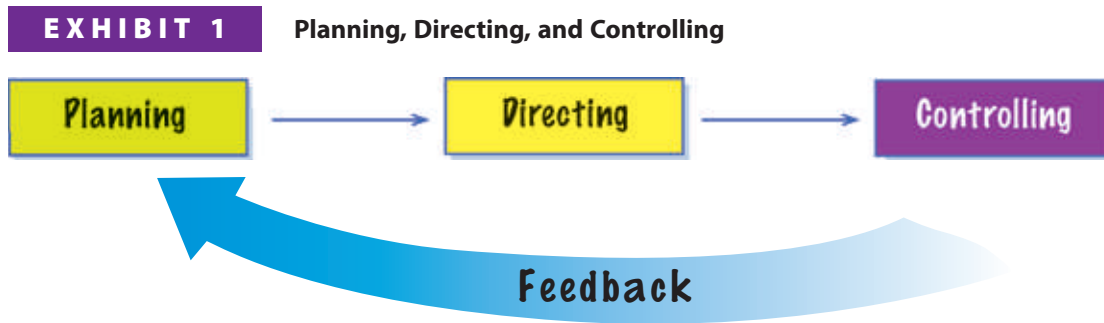 EXHIBIT 1 Planning, Directing, and Controlling
Planning Directing Controlling
Feedback